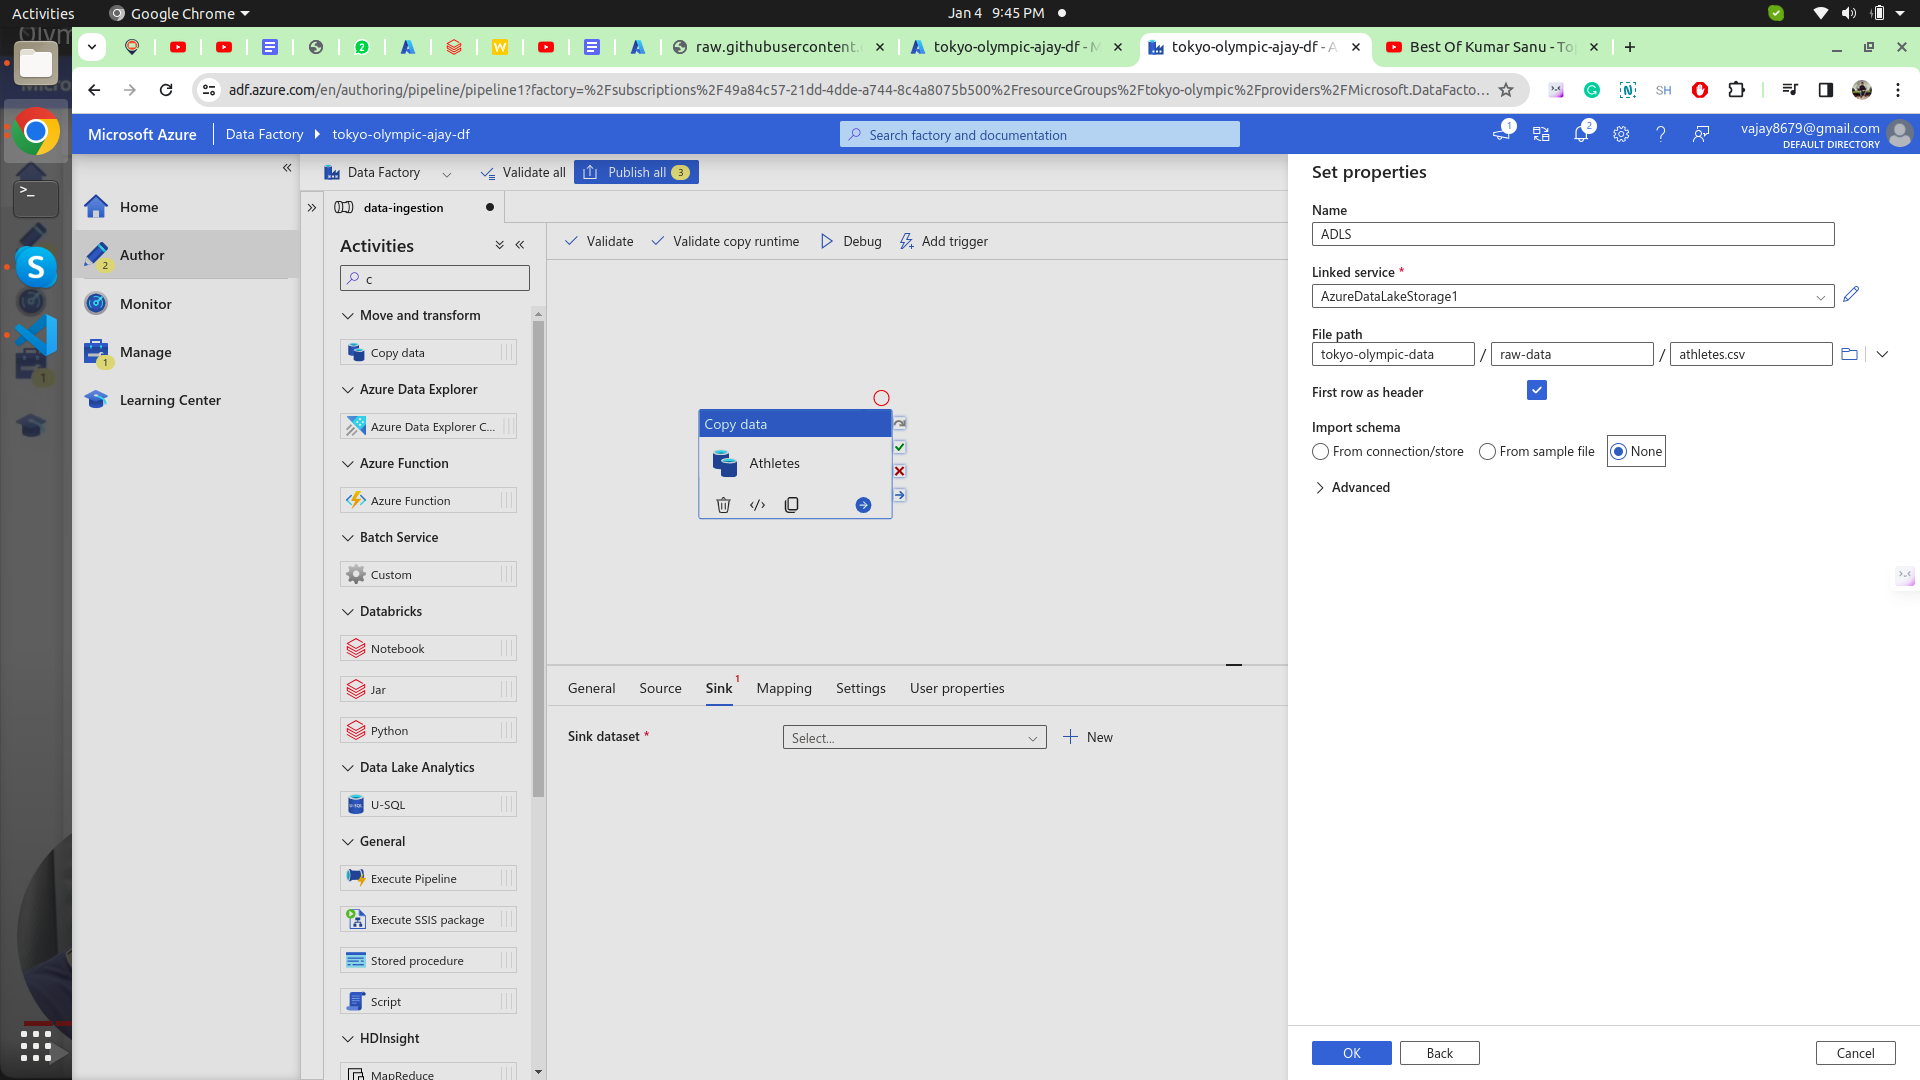 Activities
Google Chrome
Jan 4 9:45 PM
raw.githubusercontent.
tokyo-olympic-ajay-df - M
tokyo-olympic-ajay-df - A
Best Of Kumar Sanu - To
adf.azure.com/en/authoring/pipeline/pipeline1?factory=%2Fsubscriptions%2F49a84c57-21dd-4dde-a744-8c4a8075b500%2FresourceGroups%2Ftokyo-olympic%2Fproviders%2FMicrosoft.DataFacto...
SH
Microsoft Azure
Data Factory
tokyo-olympic-ajay-df
Search factory and documentation
1
2
vajay8679@gmail.com
DEFAULT DIRECTORY
Home
Author
2
Monitor
Manage
1
Learning Center
Data Factory
Validate all
Publish all 3
data-ingestion
Activities
c
Move and transform
Copy data
Azure Data Explorer
Azure Data Explorer C...
Azure Function
Azure Function
Batch Service
Custom
Databricks
Notebook
Jar
Python
Data Lake Analytics
U-SQL
General
Execute Pipeline
Execute SSIS package
Stored procedure
Script
HDInsight
MapReduce
Validate
Validate copy runtime
Debug
Add trigger
Copy data
Athletes
General
Source
Sink 1
Mapping
Settings
User properties
Sink dataset *
Select...
New
Set properties
Name
ADLS
Linked service *
AzureDataLakeStorage1
File path
tokyo-olympic-data / raw-data / athletes.csv
First row as header
Import schema
From connection/store
From sample file
None
Advanced
OK
Back
Cancel